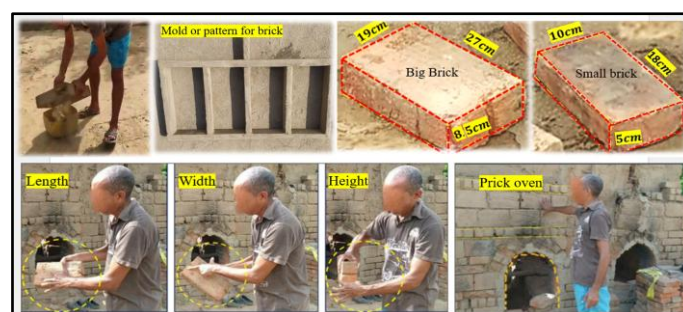 Mold or pattern for brick
19cm
27cm
Big Brick
8.5cm
10cm
18cm
Small brick
5cm
Length
Width
Height
Prick oven